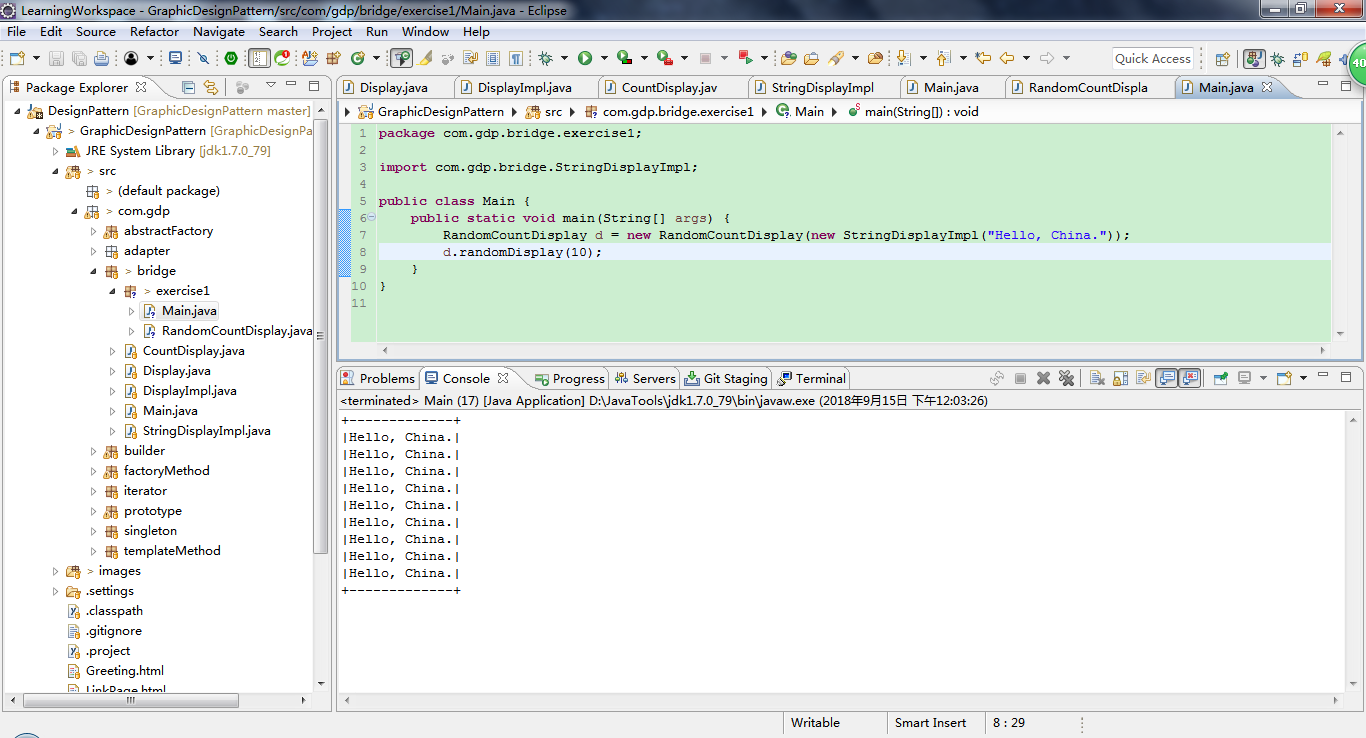 LearningWorkspace - GraphicDesignPattern/src/com/gdp/bridge/exercise1/Main.java - Eclipse
File Edit Source Refactor Navigate Search Project Run Window Help
Quick Access
40
Package Explorer
DesignPattern [GraphicDesignPattern master]
> GraphicDesignPattern [GraphicDesignPa
JRE System Library [jdk1.7.0_79]
> src
> (default package)
> com.gdp
abstractFactory
adapter
> bridge
> exercise1
Main.java
RandomCountDisplay.java
CountDisplay.java
Display.java
DisplayImpl.java
Main.java
StringDisplayImpl.java
builder
factoryMethod
iterator
prototype
singleton
templateMethod
> images
.settings
.classpath
.gitignore
.project
Greeting.html
LinkPage.html
Display.java DisplayImpl.java CountDisplay.jav StringDisplayImpl Main.java RandomCountDispla Main.java
GraphicDesignPattern src com.gdp.bridge.exercise1 Main main(String[]) : void
1 package com.gdp.bridge.exercise1;
2
3 import com.gdp.bridge.StringDisplayImpl;
4
5 public class Main {
6 public static void main(String[] args) {
7 RandomCountDisplay d = new RandomCountDisplay(new StringDisplayImpl("Hello, China."));
8 d.randomDisplay(10);
9 }
10 }
11
Problems Console Progress Servers Git Staging Terminal
<terminated> Main (17) [Java Application] D:\JavaTools\jdk1.7.0_79\bin\javaw.exe (2018年9月15日 下午12:03:26)
+-------------+
|Hello, China.|
|Hello, China.|
|Hello, China.|
|Hello, China.|
|Hello, China.|
|Hello, China.|
|Hello, China.|
|Hello, China.|
|Hello, China.|
+-------------+
Writable Smart Insert 8 : 29